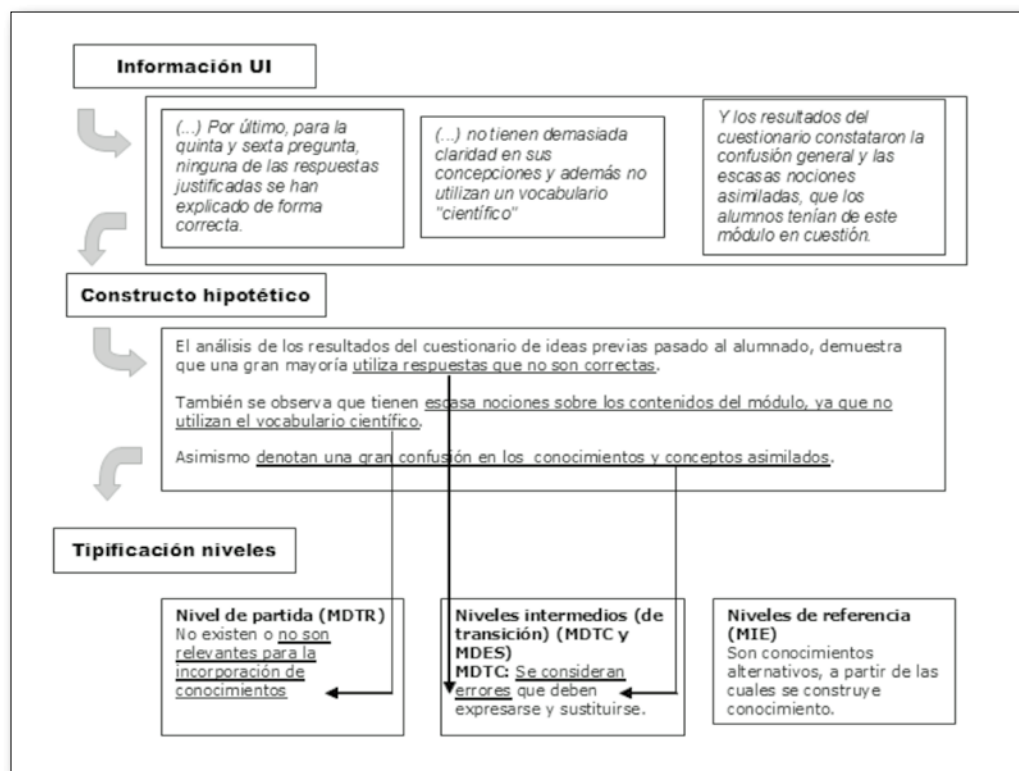 Información UI
(...) Por último, para la
quinta y sexta pregunta,
ninguna de las respuestas
justificadas se han
explicado de forma
correcta.
(...) no tienen demasiada
claridad en sus
concepciones y además no
utilizan un vocabulario
"científico"
Y los resultados del
cuestionario constataron la
confusión general y las
escasas nociones
asimiladas, que los
alumnos tenían de este
módulo en cuestión.
Constructo hipotético
El análisis de los resultados del cuestionario de ideas previas pasado al alumnado, demuestra
que una gran mayoría utiliza respuestas que no son correctas.
También se observa que tienen escasa nociones sobre los contenidos del módulo, ya que no
utilizan el vocabulario científico.
Asimismo denotan una gran confusión en los conocimientos y conceptos asimilados.
Tipificación niveles
Nivel de partida (MDTR)
No existen o no son
relevantes para la
incorporación de
conocimientos
Niveles intermedios (de
transición) (MDTC y
MDES)
MDTC: Se consideran
errores que deben
expresarse y sustituirse.
Niveles de referencia
(MIE)
Son conocimientos
alternativos, a partir de las
cuales se construye
conocimiento.